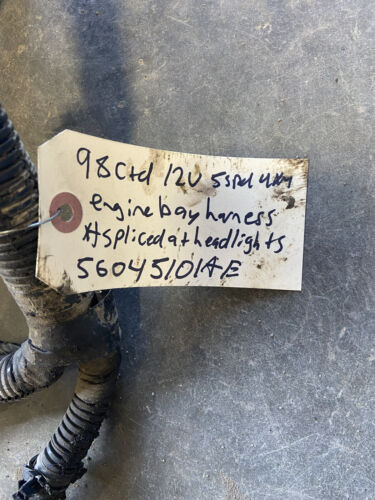 98 Ctd 12V 5spd 4x4
engine bay harness
* spliced at headlights
56045101AE